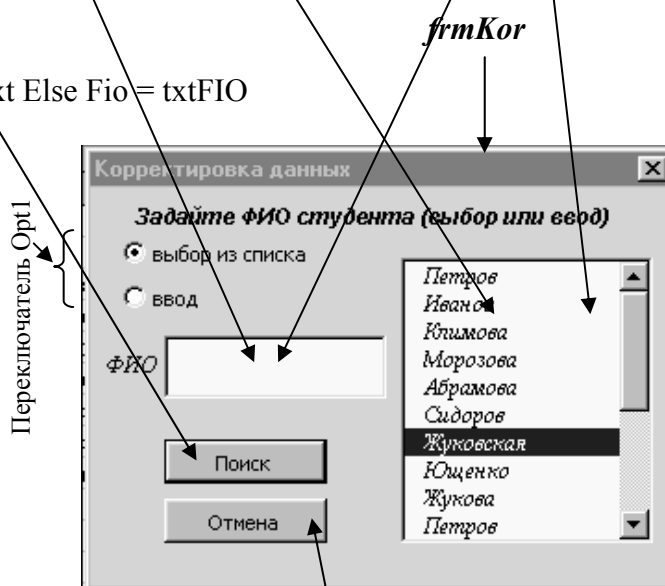 frmKor
xt Else Fio = txtFIO
Корректировка данных
Переключатель Opt1
Задайте ФИО студента (выбор или ввод)
выбор из списка
ввод
ФИО
Петров
Иванов
Климова
Морозова
Абрамова
Сидоров
Жуковская
Ющенко
Жукова
Петров
Поиск
Отмена